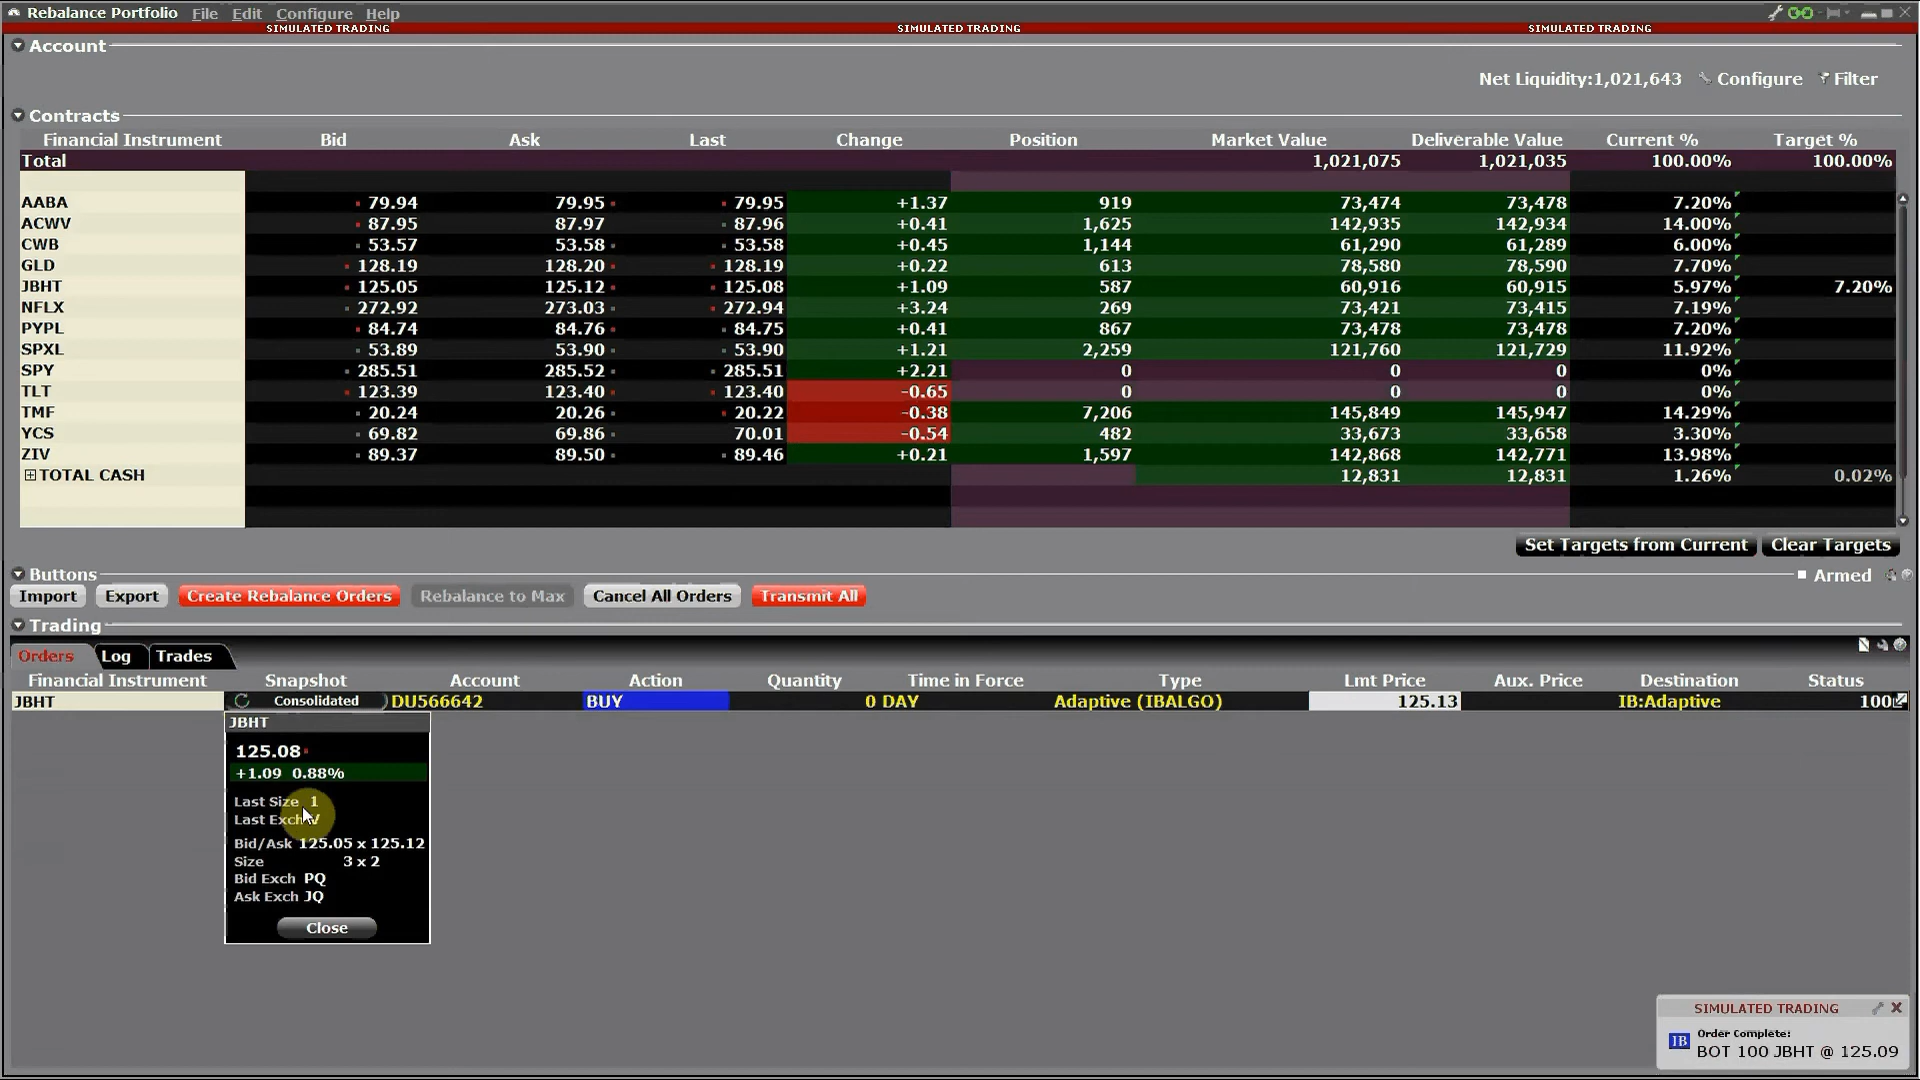 Rebalance Portfolio File Edit Configure Help
SIMULATED TRADING SIMULATED TRADING SIMULATED TRADING
Account
Net Liquidity:1,021,643 Configure Filter
Contracts
Financial Instrument Bid Ask Last Change Position Market Value Deliverable Value Current % Target %
Total 1,021,075 1,021,035 100.00% 100.00%
AABA 79.94 79.95 79.95 +1.37 919 73,474 73,478 7.20%
ACWV 87.95 87.97 87.96 +0.41 1,625 142,935 142,934 14.00%
CWB 53.57 53.58 53.58 +0.45 1,144 61,290 61,289 6.00%
GLD 128.19 128.20 128.19 +0.22 613 78,580 78,590 7.70%
JBHT 125.05 125.12 125.08 +1.09 587 60,916 60,915 5.97% 7.20%
NFLX 272.92 273.03 272.94 +3.24 269 73,421 73,415 7.19%
PYPL 84.74 84.76 84.75 +0.41 867 73,478 73,478 7.20%
SPXL 53.89 53.90 53.90 +1.21 2,259 121,760 121,729 11.92%
SPY 285.51 285.52 285.51 +2.21 0 0 0 0%
TLT 123.39 123.40 123.40 -0.65 0 0 0 0%
TMF 20.24 20.26 20.22 -0.38 7,206 145,849 145,947 14.29%
YCS 69.82 69.86 70.01 -0.54 482 33,673 33,658 3.30%
ZIV 89.37 89.50 89.46 +0.21 1,597 142,868 142,771 13.98%
TOTAL CASH 12,831 12,831 1.26% 0.02%
Set Targets from Current Clear Targets
Buttons Armed
Import Export Create Rebalance Orders Rebalance to Max Cancel All Orders Transmit All
Trading
Orders Log Trades
Financial Instrument Snapshot Account Action Quantity Time in Force Type Lmt Price Aux. Price Destination Status
JBHT Consolidated DU566642 BUY 0 DAY Adaptive (IBALGO) 125.13 IB:Adaptive 100
JBHT
125.08
+1.09 0.88%
Last Size 1
Last Exch V
Bid/Ask 125.05 x 125.12
Size 3 x 2
Bid Exch PQ
Ask Exch JQ
Close
SIMULATED TRADING
IB Order Complete:
BOT 100 JBHT @ 125.09